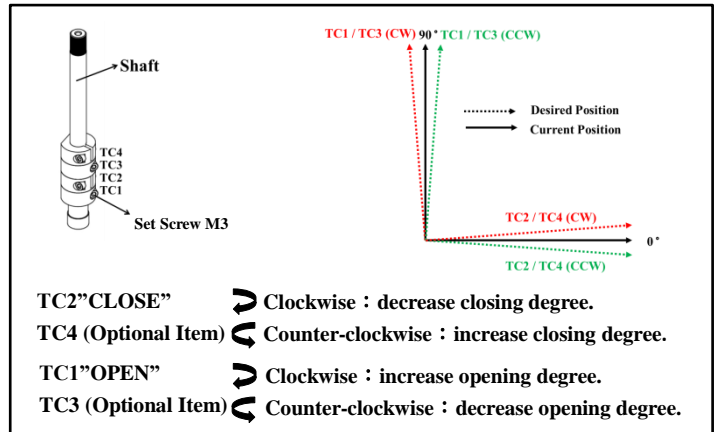 TC1 / TC3 (CW) 90° TC1 / TC3 (CCW)
Shaft
Desired Position
Current Position
TC4
TC3
TC2
TC1
Set Screw M3
TC2 / TC4 (CW)
0°
TC2 / TC4 (CCW)
TC2”CLOSE” Clockwise：decrease closing degree.
TC4 (Optional Item) Counter-clockwise：increase closing degree.
TC1”OPEN” Clockwise：increase opening degree.
TC3 (Optional Item) Counter-clockwise：decrease opening degree.